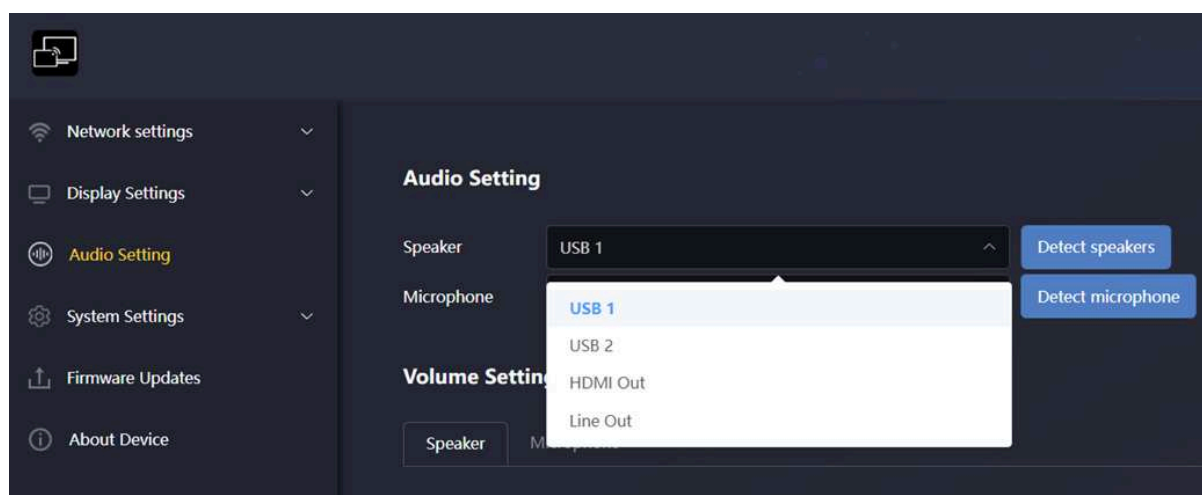 Network settings
Display Settings
Audio Setting
System Settings
Firmware Updates
About Device
Audio Setting
Speaker
USB 1
Detect speakers
Microphone
Detect microphone
USB 1
USB 2
HDMI Out
Line Out
Volume Settin
Speaker